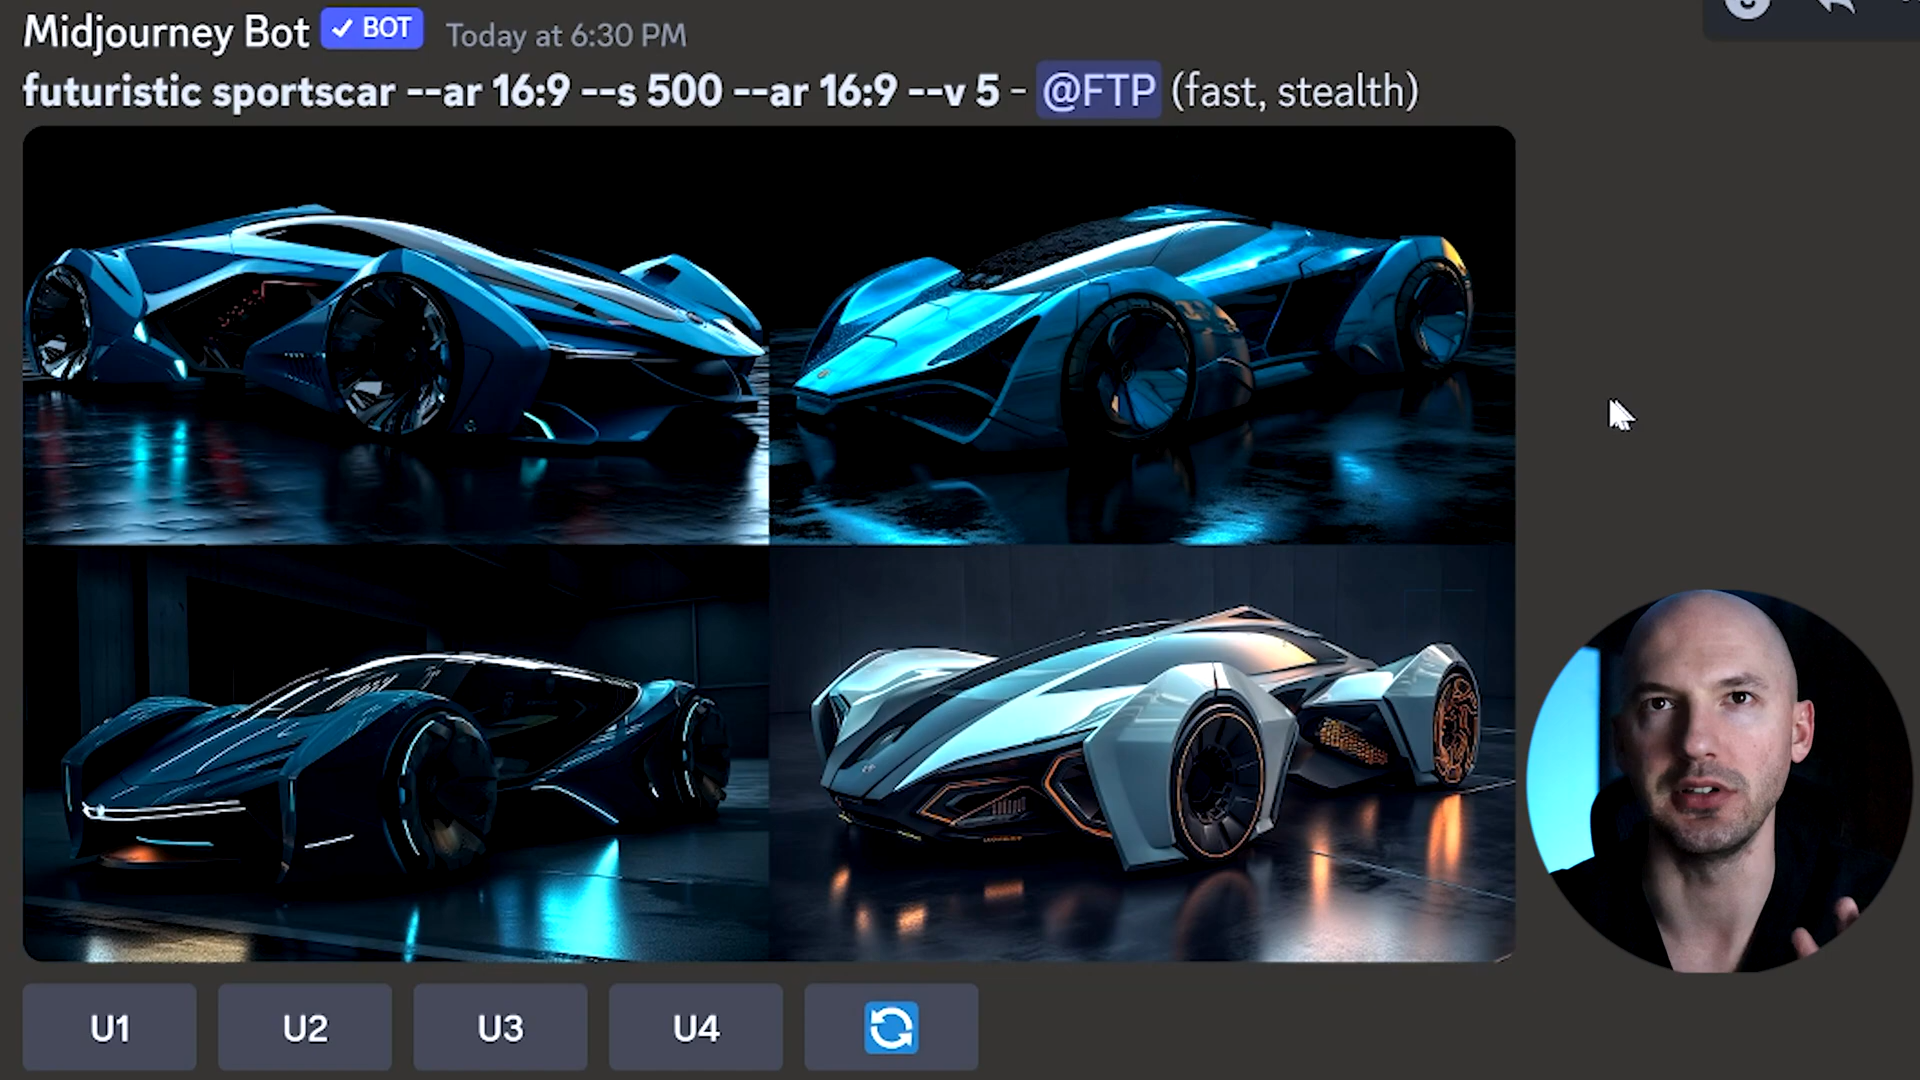 Midjourney Bot ✓ BOT Today at 6:30 PM
futuristic sportscar --ar 16:9 --s 500 --ar 16:9 --v 5 - @FTP (fast, stealth)
U1 U2 U3 U4